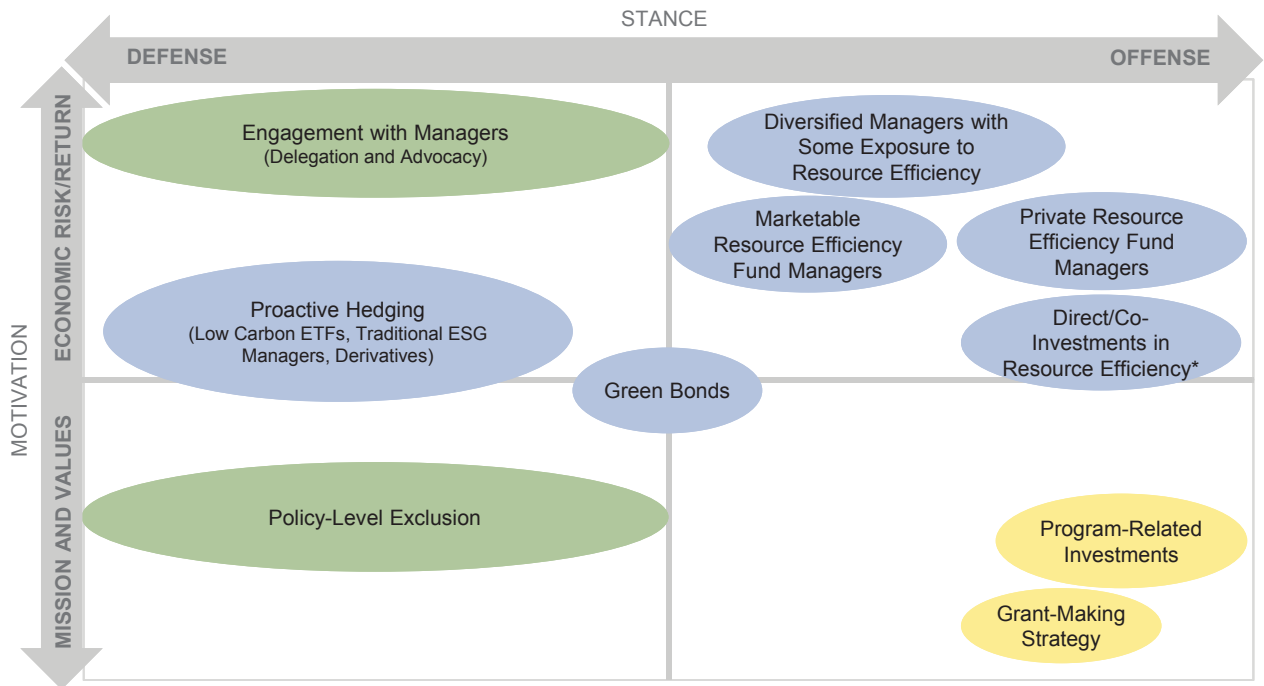 STANCE
DEFENSE
OFFENSE
MOTIVATION
ECONOMIC RISK/RETURN
MISSION AND VALUES
Engagement with Managers
(Delegation and Advocacy)
Diversified Managers with
Some Exposure to
Resource Efficiency
Marketable
Resource Efficiency
Fund Managers
Private Resource
Efficiency Fund
Managers
Proactive Hedging
(Low Carbon ETFs, Traditional ESG
Managers, Derivatives)
Direct/Co-
Investments in
Resource Efficiency*
Green Bonds
Policy-Level Exclusion
Program-Related
Investments
Grant-Making
Strategy